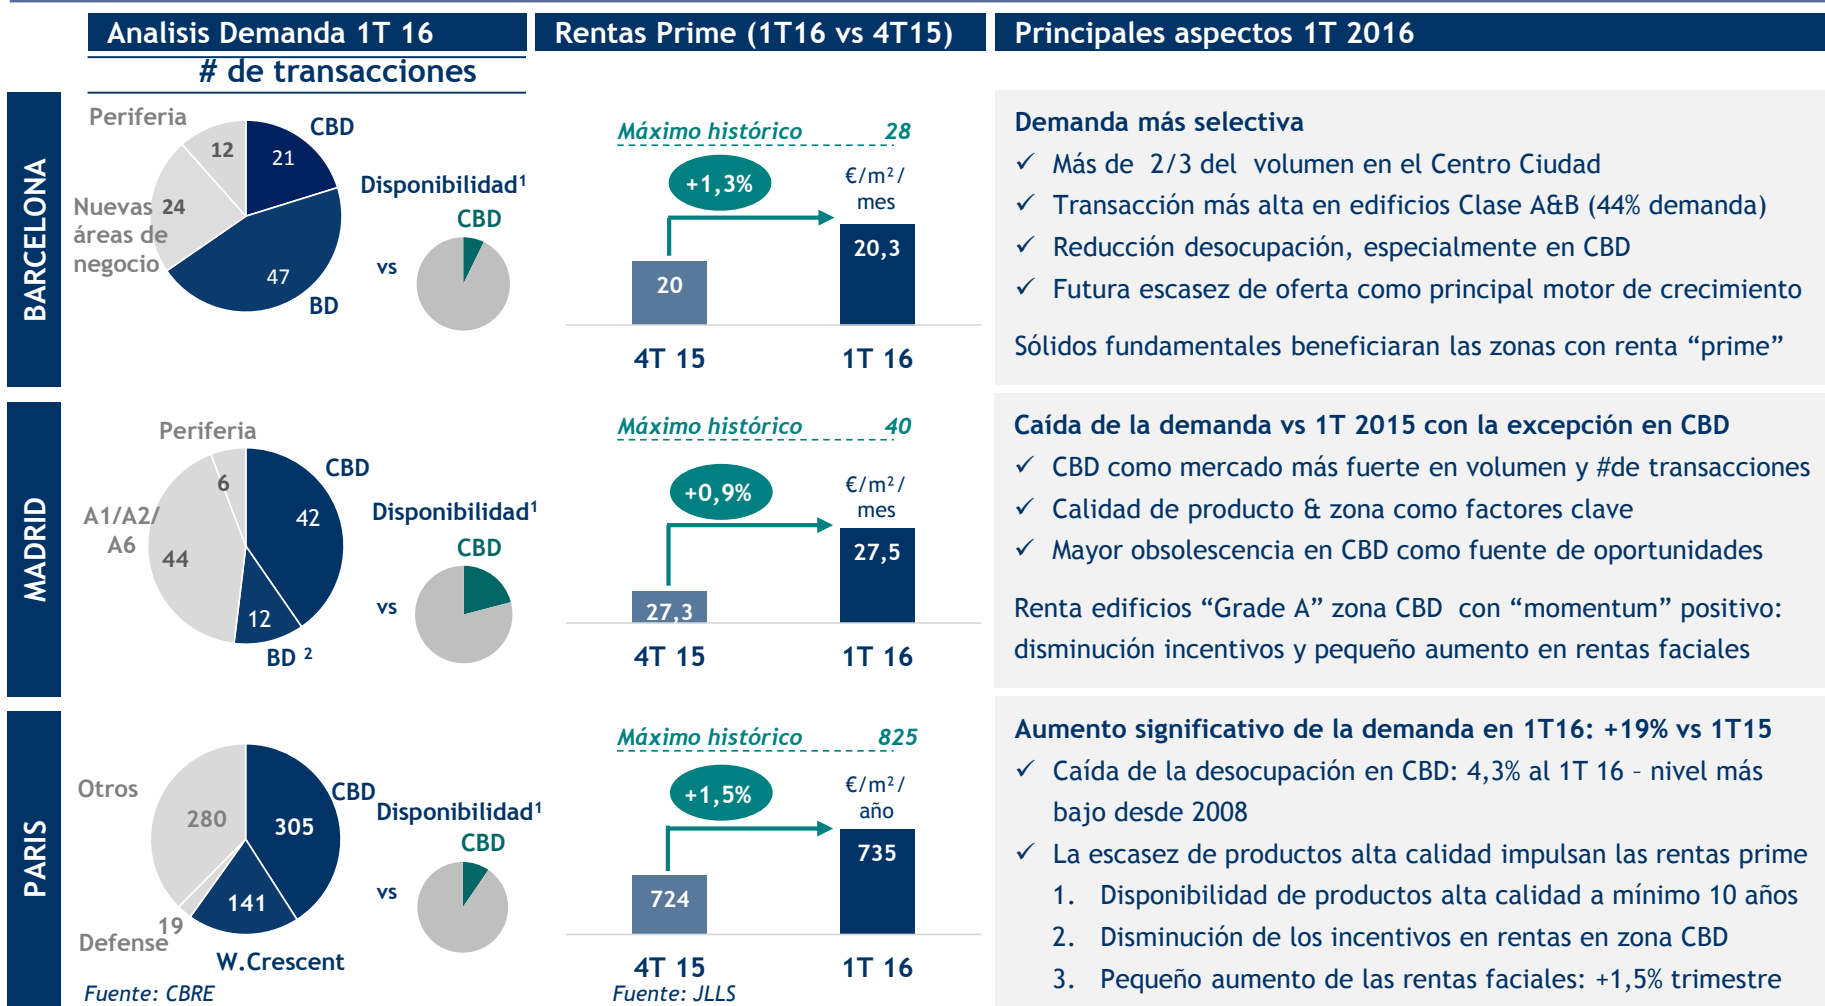 Analisis Demanda 1T 16
# de transacciones
Rentas Prime (1T16 vs 4T15)
Principales aspectos 1T 2016
BARCELONA
Periferia
CBD
12
21
Nuevas 24
áreas de
negocio
47
BD
Disponibilidad¹
CBD
vs
Máximo histórico 28
+1,3%
€/m²/
mes
20
20,3
4T 15
1T 16
Demanda más selectiva
✓ Más de 2/3 del volumen en el Centro Ciudad
✓ Transacción más alta en edificios Clase A&B (44% demanda)
✓ Reducción desocupación, especialmente en CBD
✓ Futura escasez de oferta como principal motor de crecimiento
Sólidos fundamentales beneficiaran las zonas con renta “prime”
MADRID
Periferia
CBD
6
42
A1/A2/
A6
44
12
BD ²
Disponibilidad¹
CBD
vs
Máximo histórico 40
+0,9%
€/m²/
mes
27,3
27,5
4T 15
1T 16
Caída de la demanda vs 1T 2015 con la excepción en CBD
✓ CBD como mercado más fuerte en volumen y #de transacciones
✓ Calidad de producto & zona como factores clave
✓ Mayor obsolescencia en CBD como fuente de oportunidades
Renta edificios “Grade A” zona CBD con “momentum” positivo:
disminución incentivos y pequeño aumento en rentas faciales
PARIS
Otros
CBD
280
305
141
19
Defense
W.Crescent
Disponibilidad¹
CBD
vs
Fuente: CBRE
Máximo histórico 825
+1,5%
€/m²/
año
724
735
4T 15
1T 16
Fuente: JLLS
Aumento significativo de la demanda en 1T16: +19% vs 1T15
✓ Caída de la desocupación en CBD: 4,3% al 1T 16 – nivel más
bajo desde 2008
✓ La escasez de productos alta calidad impulsan las rentas prime
1. Disponibilidad de productos alta calidad a mínimo 10 años
2. Disminución de los incentivos en rentas en zona CBD
3. Pequeño aumento de las rentas faciales: +1,5% trimestre